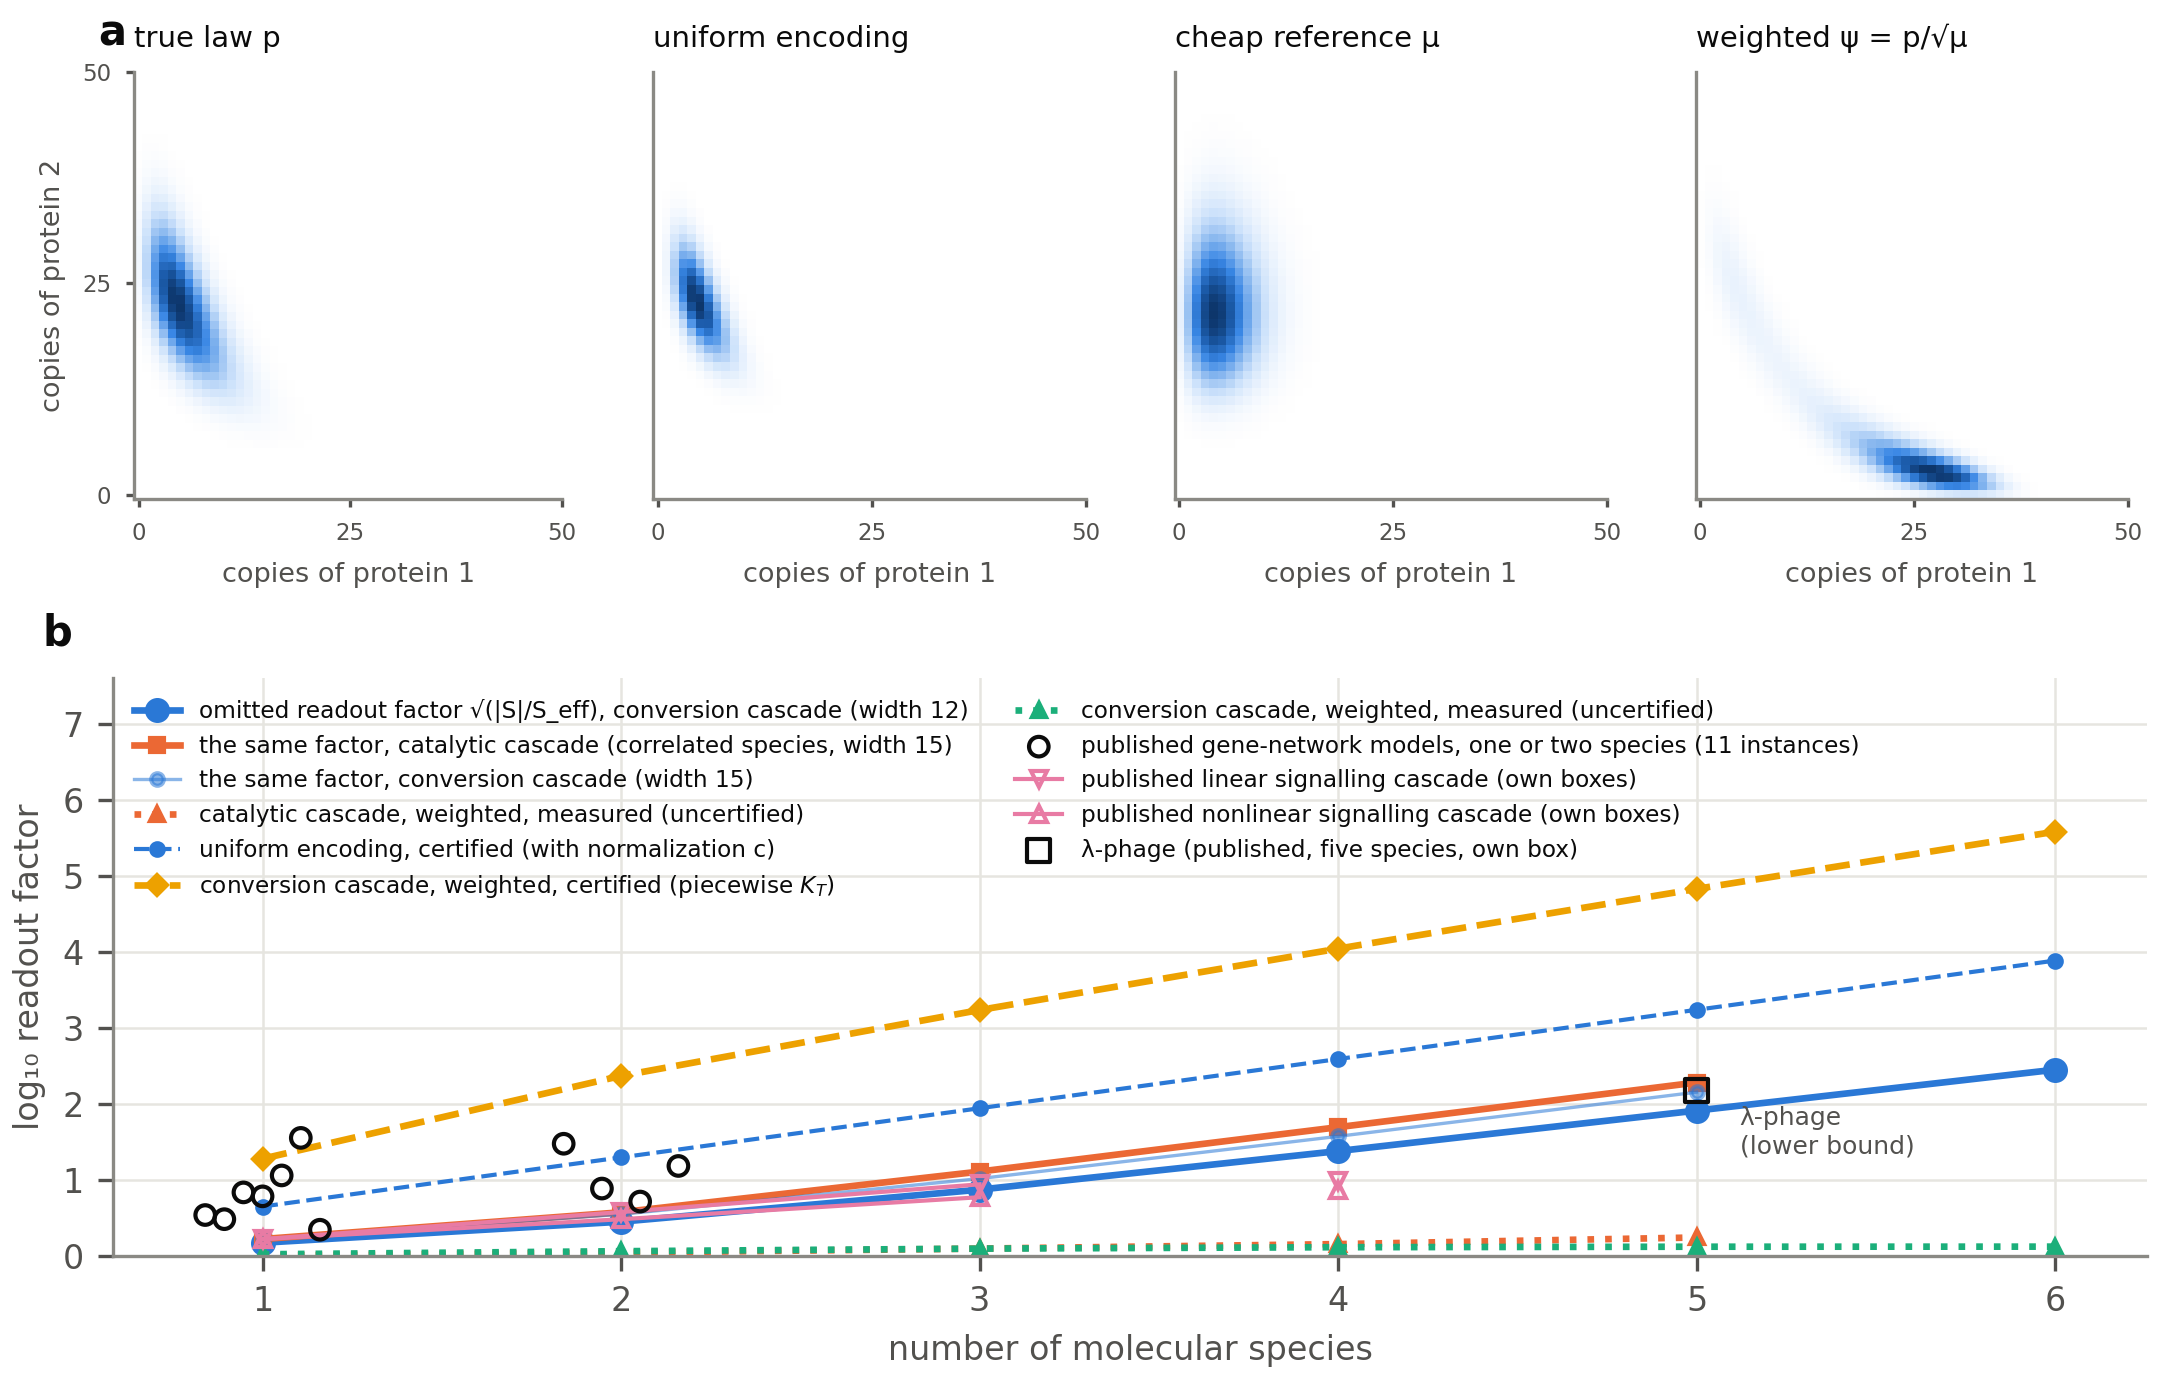 a true law p
uniform encoding
cheap reference μ
weighted ψ = p/√μ
50
25
0
copies of protein 2
0 25 50
0 25 50
0 25 50
0 25 50
copies of protein 1
copies of protein 1
copies of protein 1
copies of protein 1
b
omitted readout factor √(|S|/S_eff), conversion cascade (width 12)
the same factor, catalytic cascade (correlated species, width 15)
the same factor, conversion cascade (width 15)
catalytic cascade, weighted, measured (uncertified)
uniform encoding, certified (with normalization c)
conversion cascade, weighted, certified (piecewise K_T)
conversion cascade, weighted, measured (uncertified)
published gene-network models, one or two species (11 instances)
published linear signalling cascade (own boxes)
published nonlinear signalling cascade (own boxes)
λ-phage (published, five species, own box)
7
6
5
4
3
2
1
0
log₁₀ readout factor
λ-phage
(lower bound)
1 2 3 4 5 6
number of molecular species